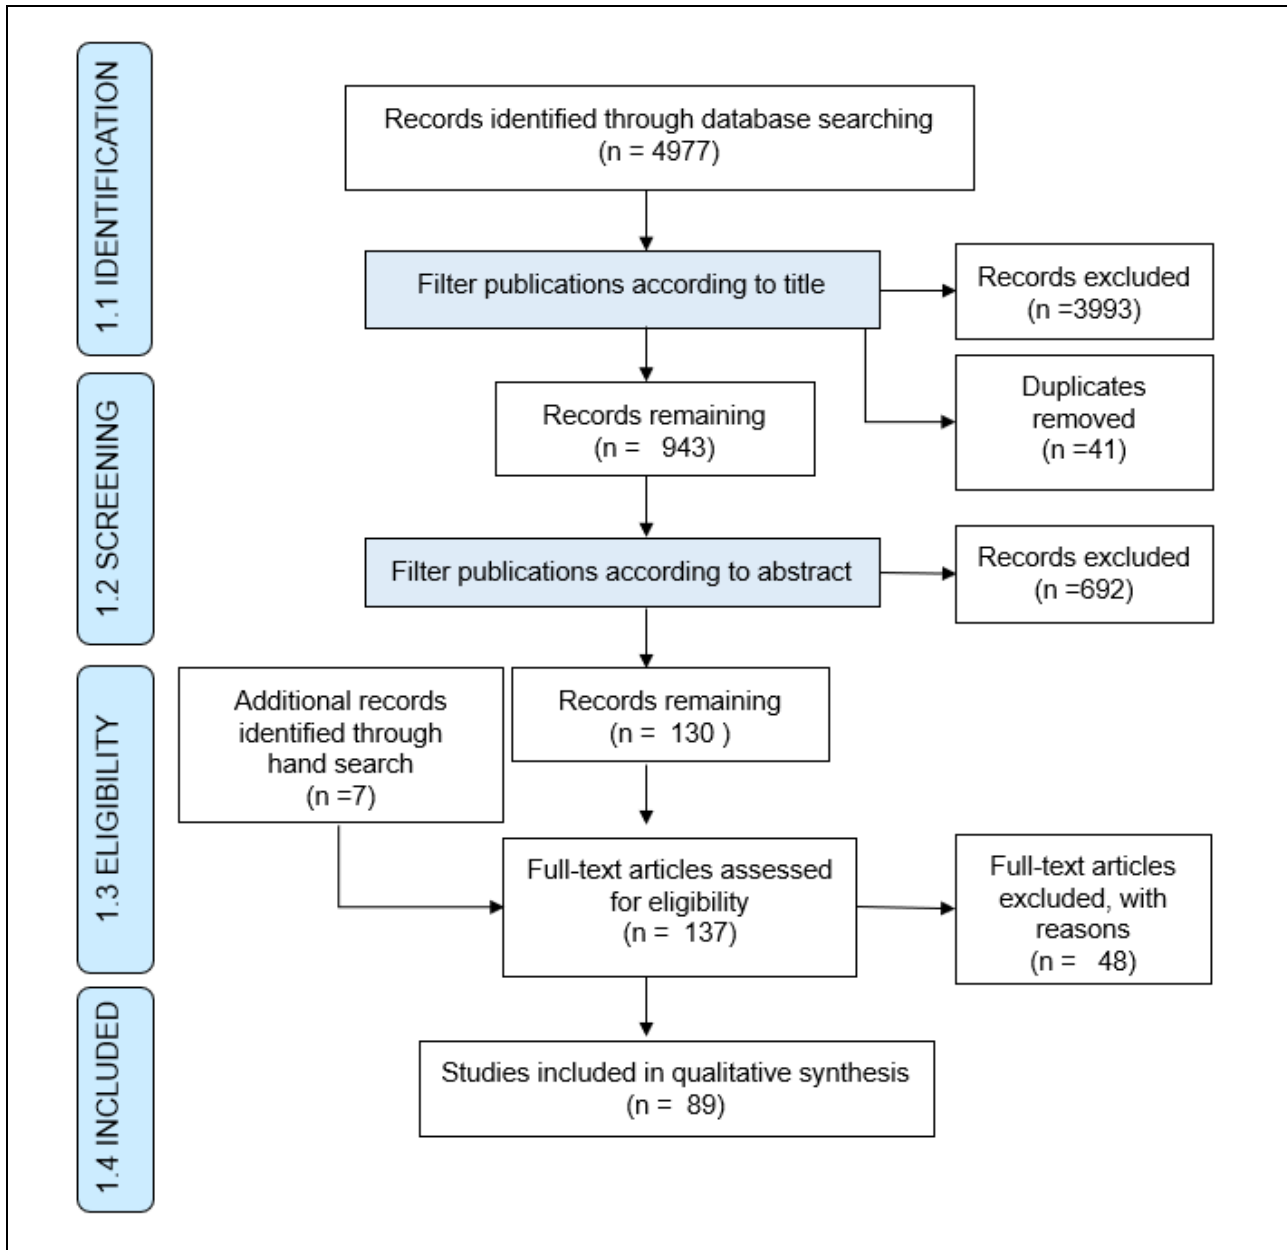 1.1 IDENTIFICATION
Records identified through database searching
(n = 4977)
Filter publications according to title
Records excluded
(n =3993)
Duplicates
removed
(n =41)
1.2 SCREENING
Records remaining
(n = 943)
Filter publications according to abstract
Records excluded
(n =692)
1.3 ELIGIBILITY
Additional records
identified through
hand search
(n =7)
Records remaining
(n = 130 )
Full-text articles assessed
for eligibility
(n = 137)
Full-text articles
excluded, with
reasons
(n = 48)
1.4 INCLUDED
Studies included in qualitative synthesis
(n = 89)